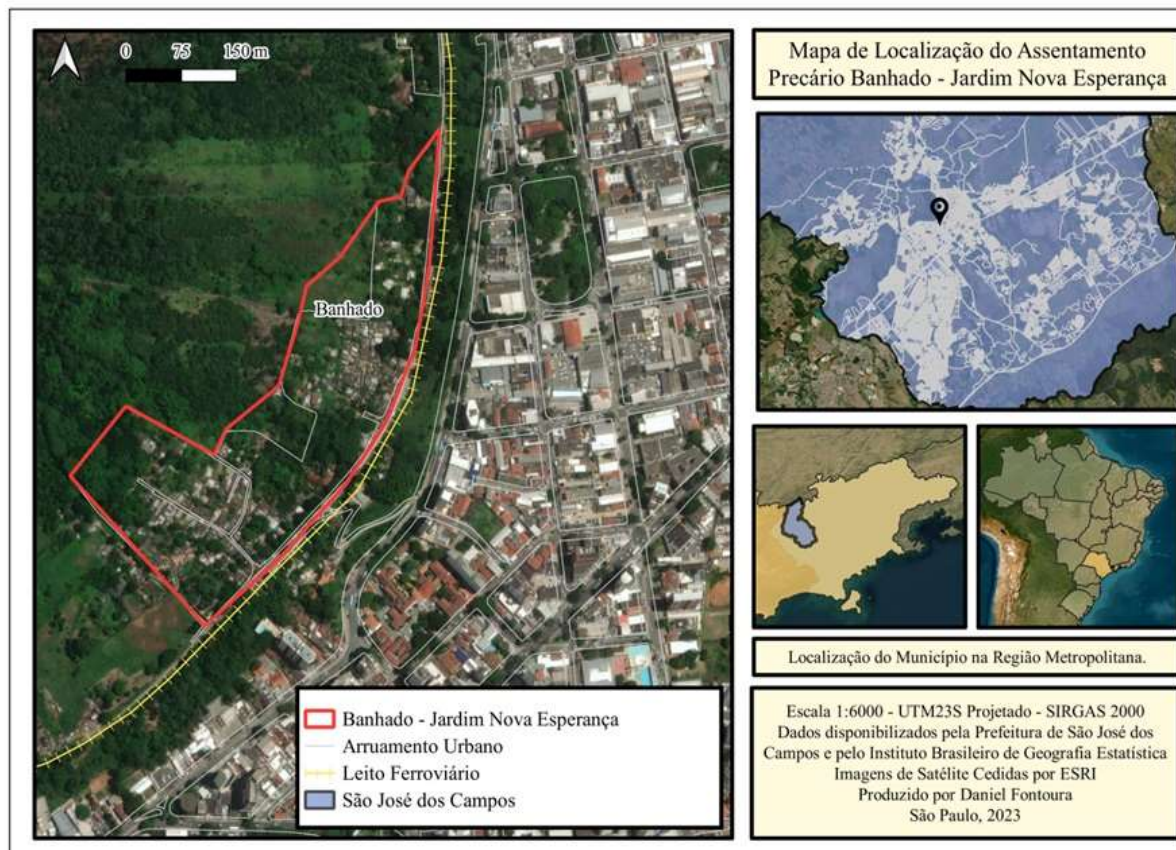 0 75 150 m
Banhado
Banhado - Jardim Nova Esperança
Arruamento Urbano
Leito Ferroviário
São José dos Campos
Mapa de Localização do Assentamento
Precário Banhado - Jardim Nova Esperança
Localização do Município na Região Metropolitana.
Escala 1:6000 - UTM23S Projetado - SIRGAS 2000
Dados disponibilizados pela Prefeitura de São José dos
Campos e pelo Instituto Brasileiro de Geografia Estatística
Imagens de Satélite Cedidas por ESRI
Produzido por Daniel Fontoura
São Paulo, 2023